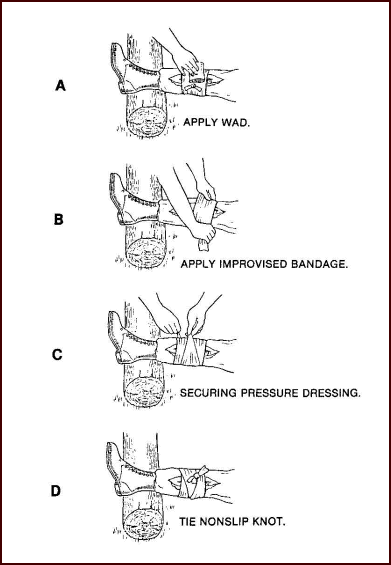 A
APPLY WAD.
B
APPLY IMPROVISED BANDAGE.
C
SECURING PRESSURE DRESSING.
D
TIE NONSLIP KNOT.